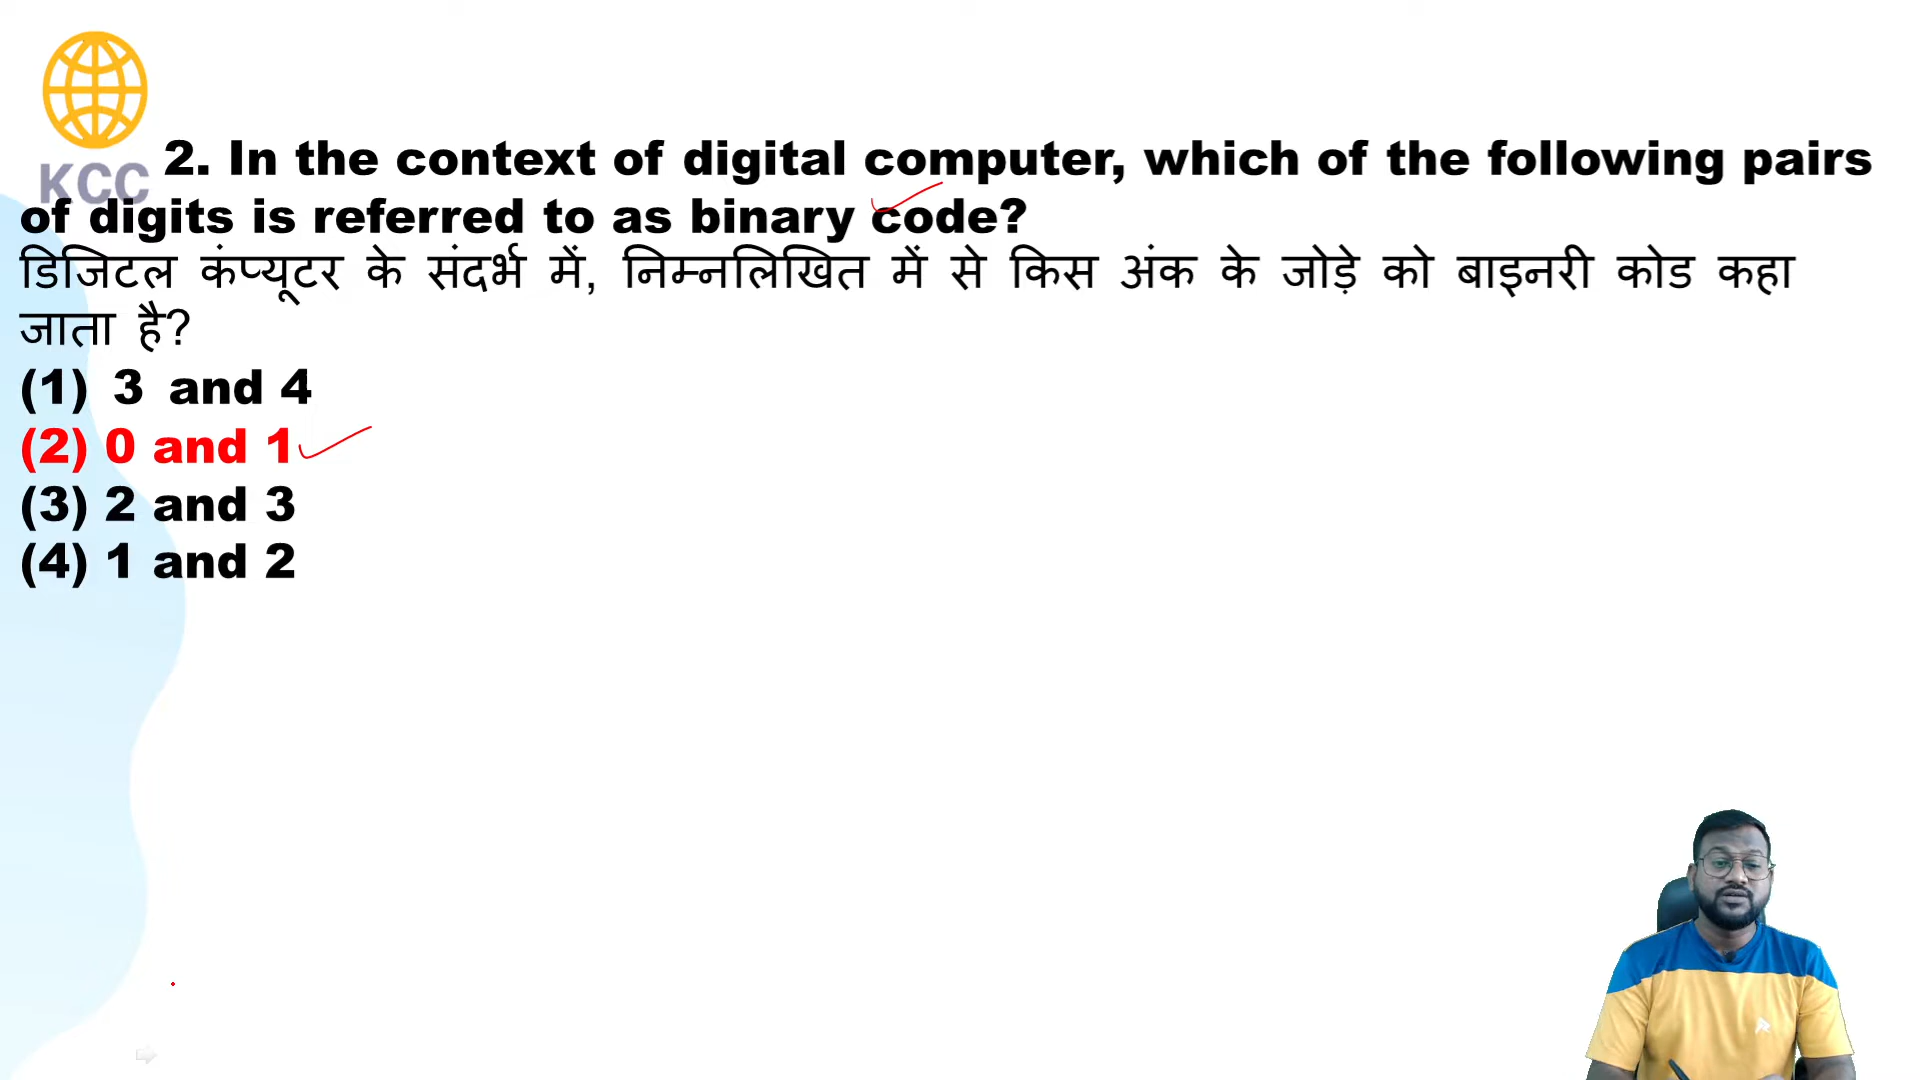 KCC
2. In the context of digital computer, which of the following pairs
of digits is referred to as binary code?
डिजिटल कंप्यूटर के संदर्भ में, निम्नलिखित में से किस अंक के जोड़े को बाइनरी कोड कहा
जाता है?
(1) 3 and 4
(2) 0 and 1
(3) 2 and 3
(4) 1 and 2